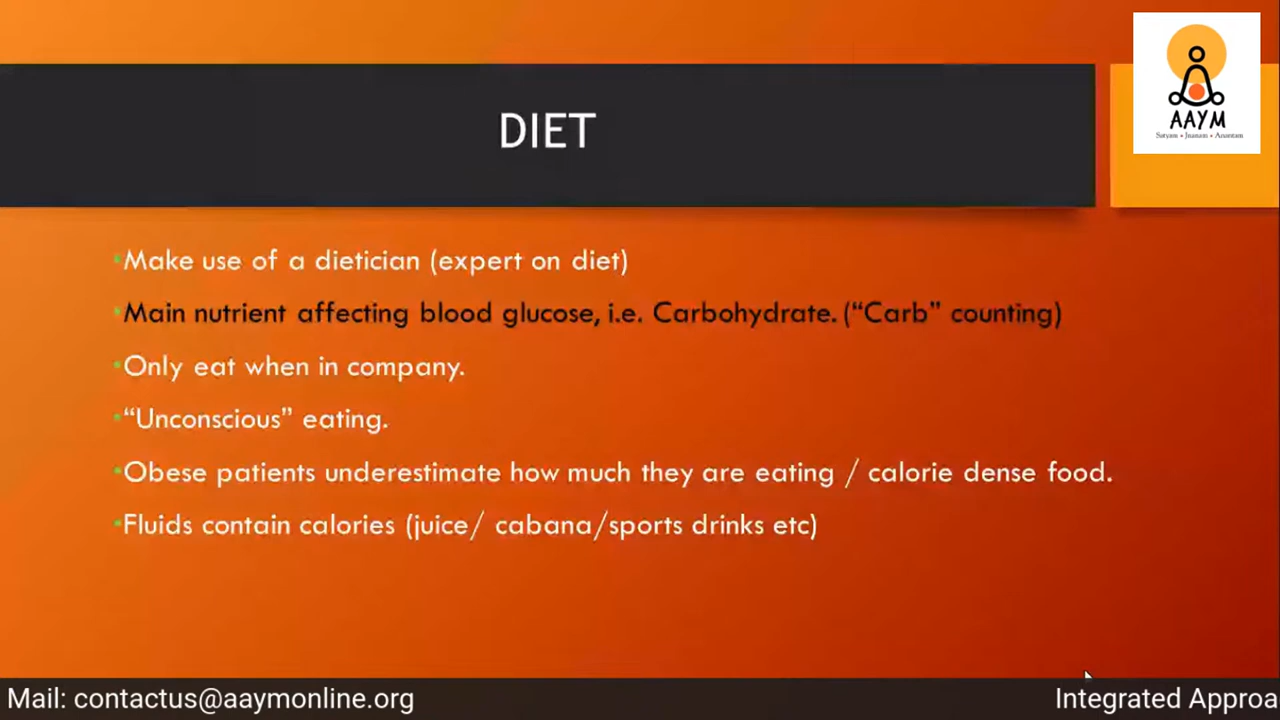 AAYM
Satyam • Jnanam • Anantam
DIET
•Make use of a dietician (expert on diet)
•Main nutrient affecting blood glucose, i.e. Carbohydrate. (“Carb” counting)
•Only eat when in company.
•“Unconscious” eating.
•Obese patients underestimate how much they are eating / calorie dense food.
•Fluids contain calories (juice/ cabana/sports drinks etc)
Mail: contactus@aaymonline.org
Integrated Approa